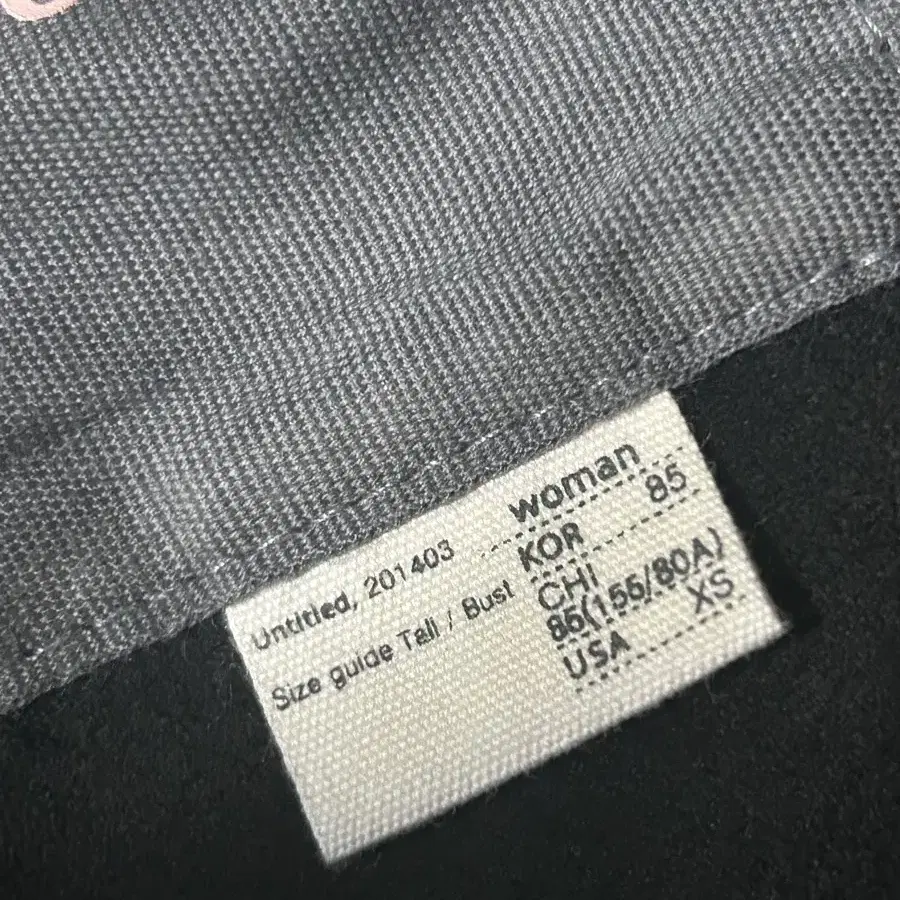 woman
Untitled, 201403
KOR 85
Size guide Tall / Bust
CHI
85(155/80A)
USA XS